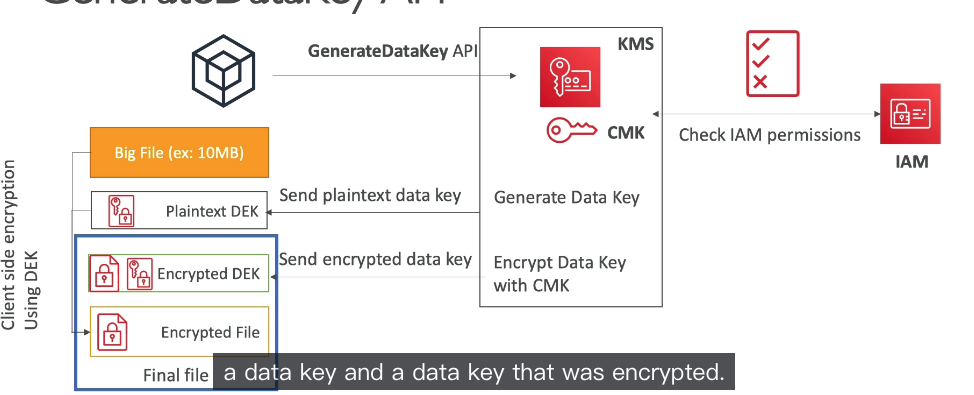 GenerateDataKey API
GenerateDataKey API
KMS
CMK
Check IAM permissions
IAM
Big File (ex: 10MB)
Client side encryption
Using DEK
Plaintext DEK
Send plaintext data key
Generate Data Key
Encrypted DEK
Send encrypted data key
Encrypt Data Key
with CMK
Encrypted File
Final file
a data key and a data key that was encrypted.